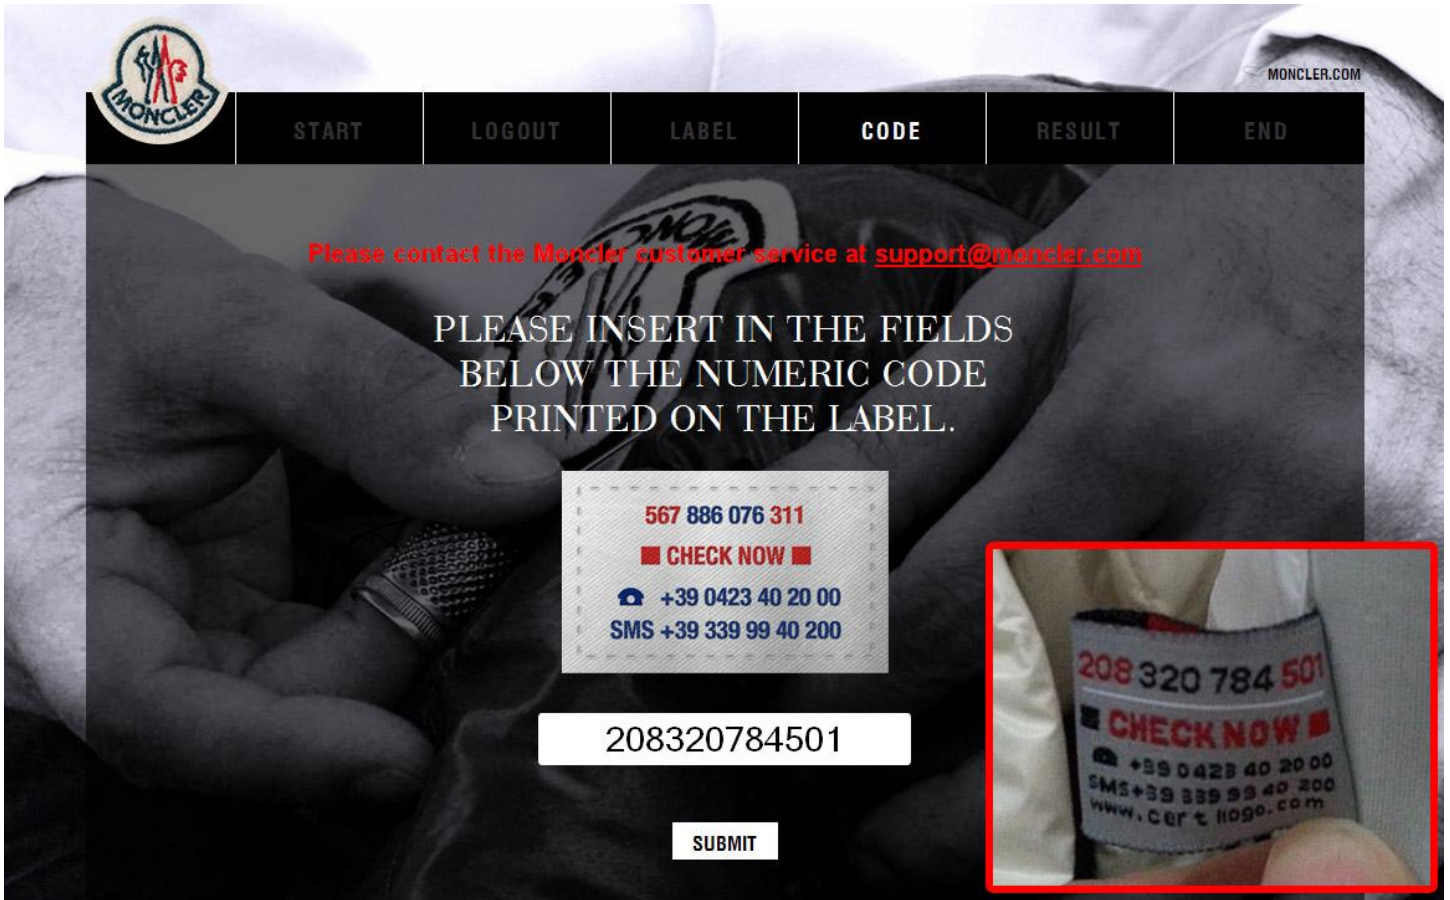 MONCLER
MONCLER.COM
START
LOGOUT
LABEL
CODE
RESULT
END
Please contact the Moncler customer service at support@moncler.com
PLEASE INSERT IN THE FIELDS
BELOW THE NUMERIC CODE
PRINTED ON THE LABEL.
567 886 076 311
CHECK NOW
+39 0423 40 20 00
SMS +39 339 99 40 200
208320784501
SUBMIT
208 320 784 501
CHECK NOW
+39 0423 40 20 00
SMS+39 339 99 40 200
www.certilogo.com